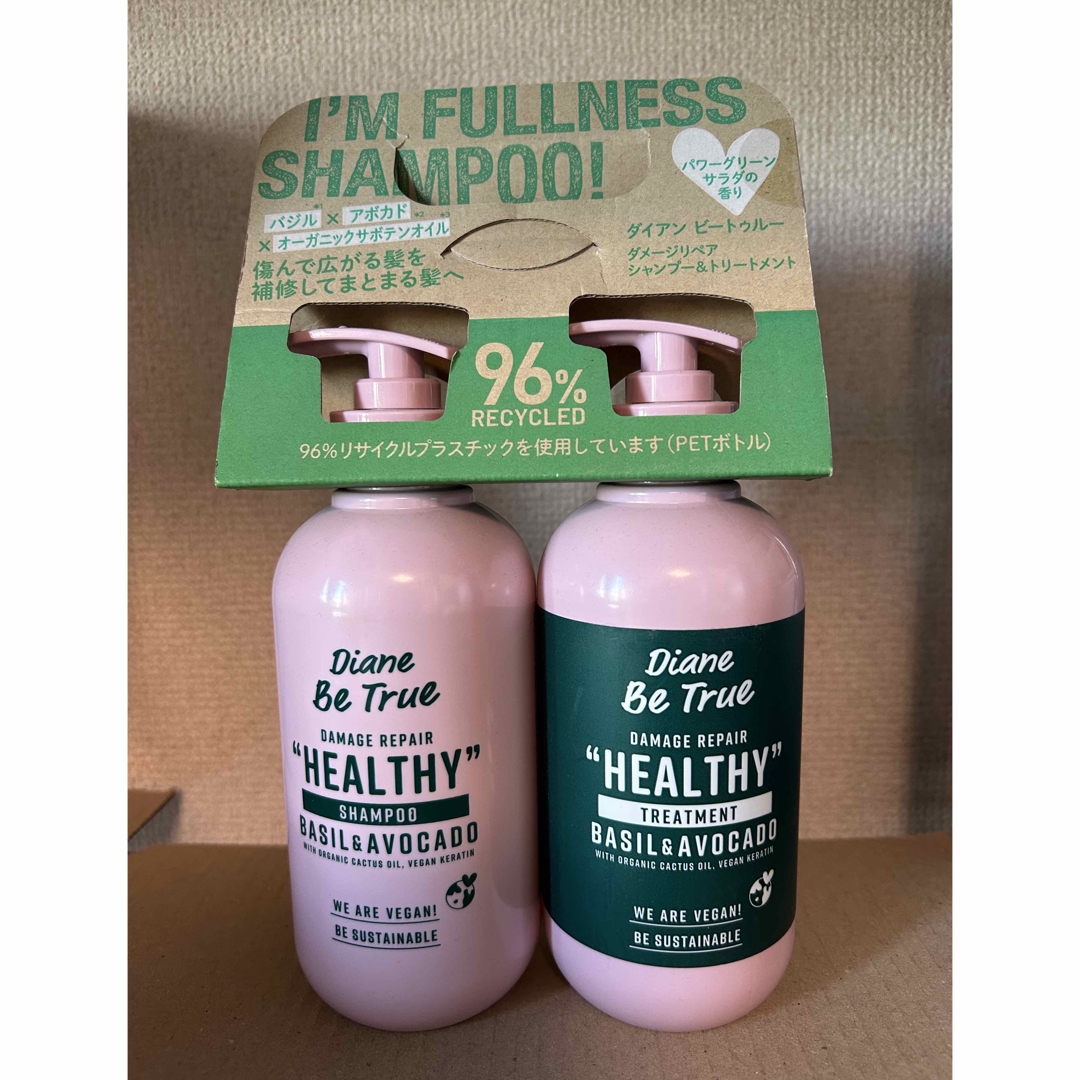 I'M FULLNESS
SHAMPOO!
パワーグリーン
サラダの
香り
バジル*1 × アボカド*2
× オーガニックサボテンオイル*3
傷んで広がる髪を
補修してまとまる髪へ
ダイアン ビートゥルー
ダメージリペア
シャンプー&トリートメント
96%
RECYCLED
96%リサイクルプラスチックを使用しています(PETボトル)
Diane
Be True
DAMAGE REPAIR
“HEALTHY”
SHAMPOO
BASIL&AVOCADO
WITH ORGANIC CACTUS OIL, VEGAN KERATIN
WE ARE VEGAN!
BE SUSTAINABLE
Diane
Be True
DAMAGE REPAIR
“HEALTHY”
TREATMENT
BASIL&AVOCADO
WITH ORGANIC CACTUS OIL, VEGAN KERATIN
WE ARE VEGAN!
BE SUSTAINABLE